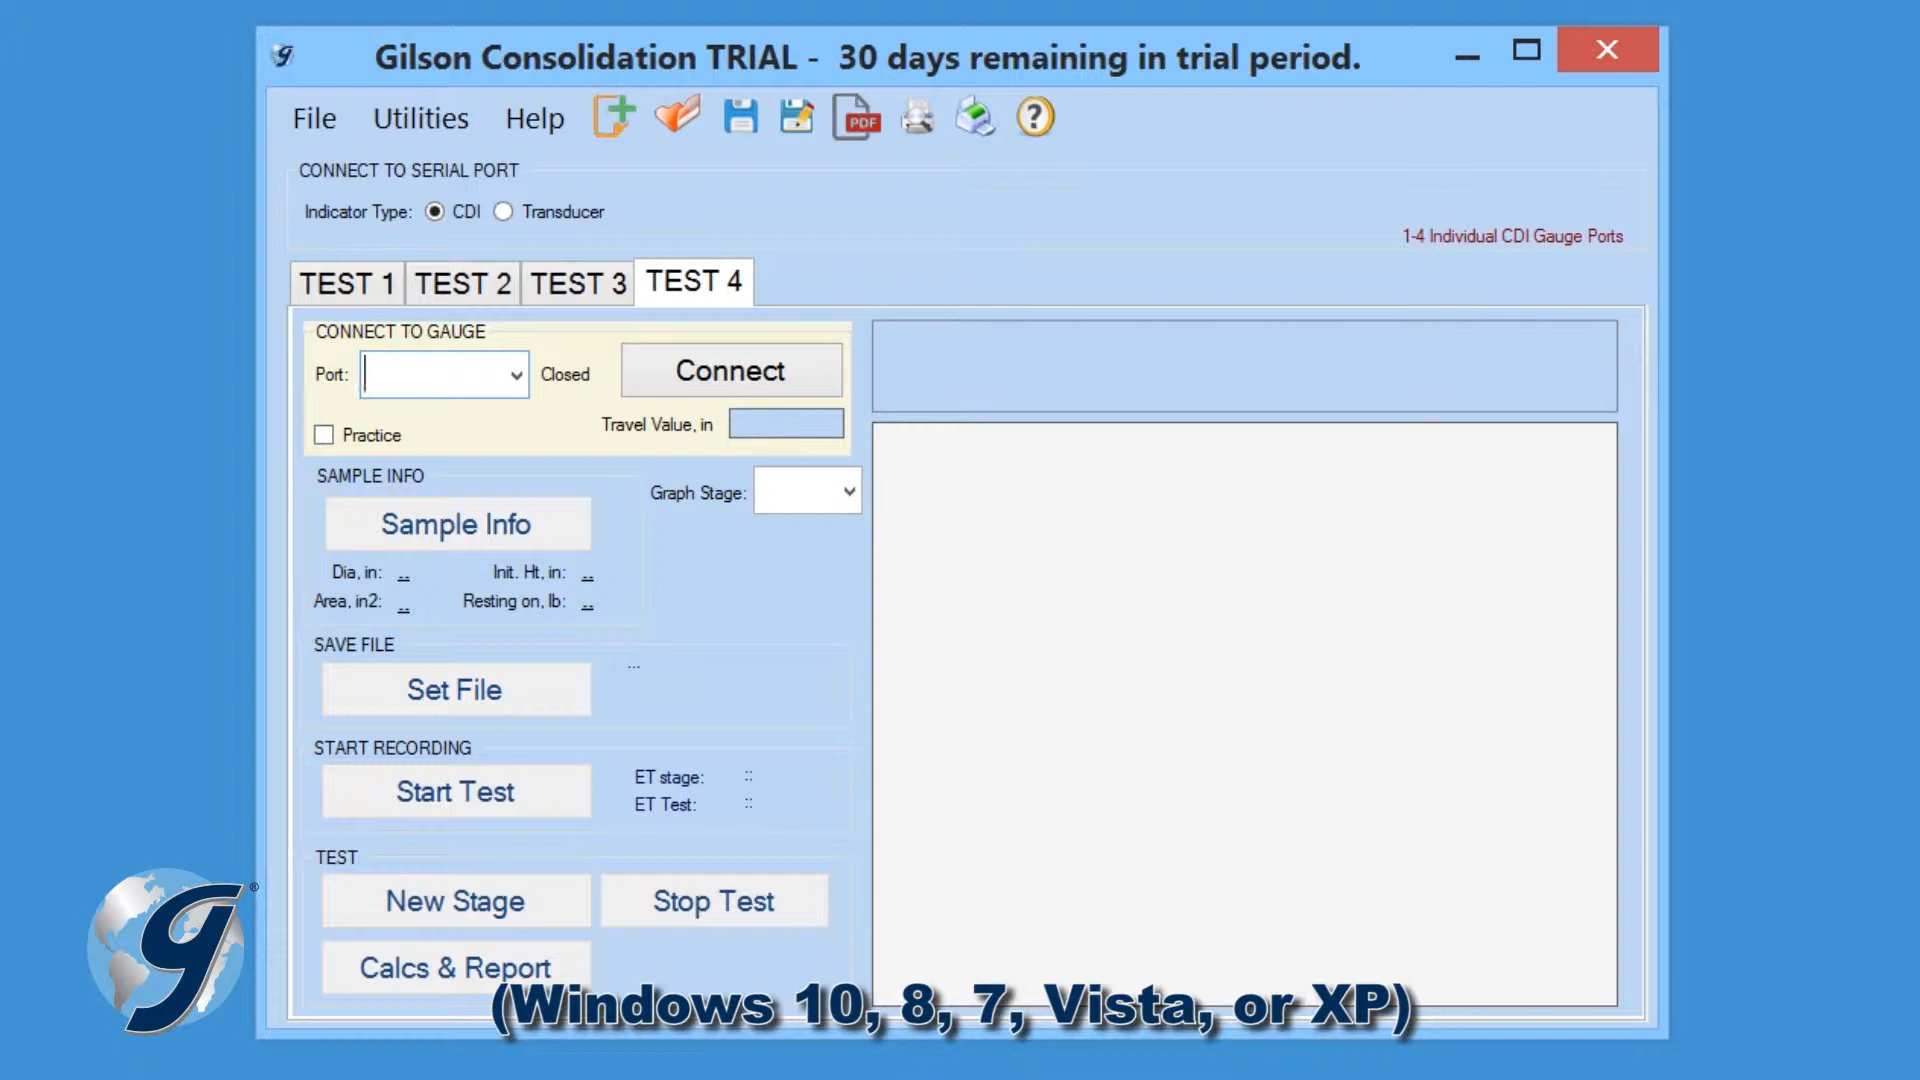 Gilson Consolidation TRIAL - 30 days remaining in trial period.
File Utilities Help PDF ?
CONNECT TO SERIAL PORT
Indicator Type: CDI Transducer
1-4 Individual CDI Gauge Ports
TEST 1 TEST 2 TEST 3 TEST 4
CONNECT TO GAUGE
Port: Closed Connect
Travel Value, in
Practice
SAMPLE INFO
Graph Stage:
Sample Info
Dia, in: .. Init. Ht, in: ..
Area, in2: .. Resting on, lb: ..
SAVE FILE
...
Set File
START RECORDING
ET stage: ::
Start Test
ET Test: ::
TEST
New Stage Stop Test
Calcs & Report
(Windows 10, 8, 7, Vista, or XP)
g®